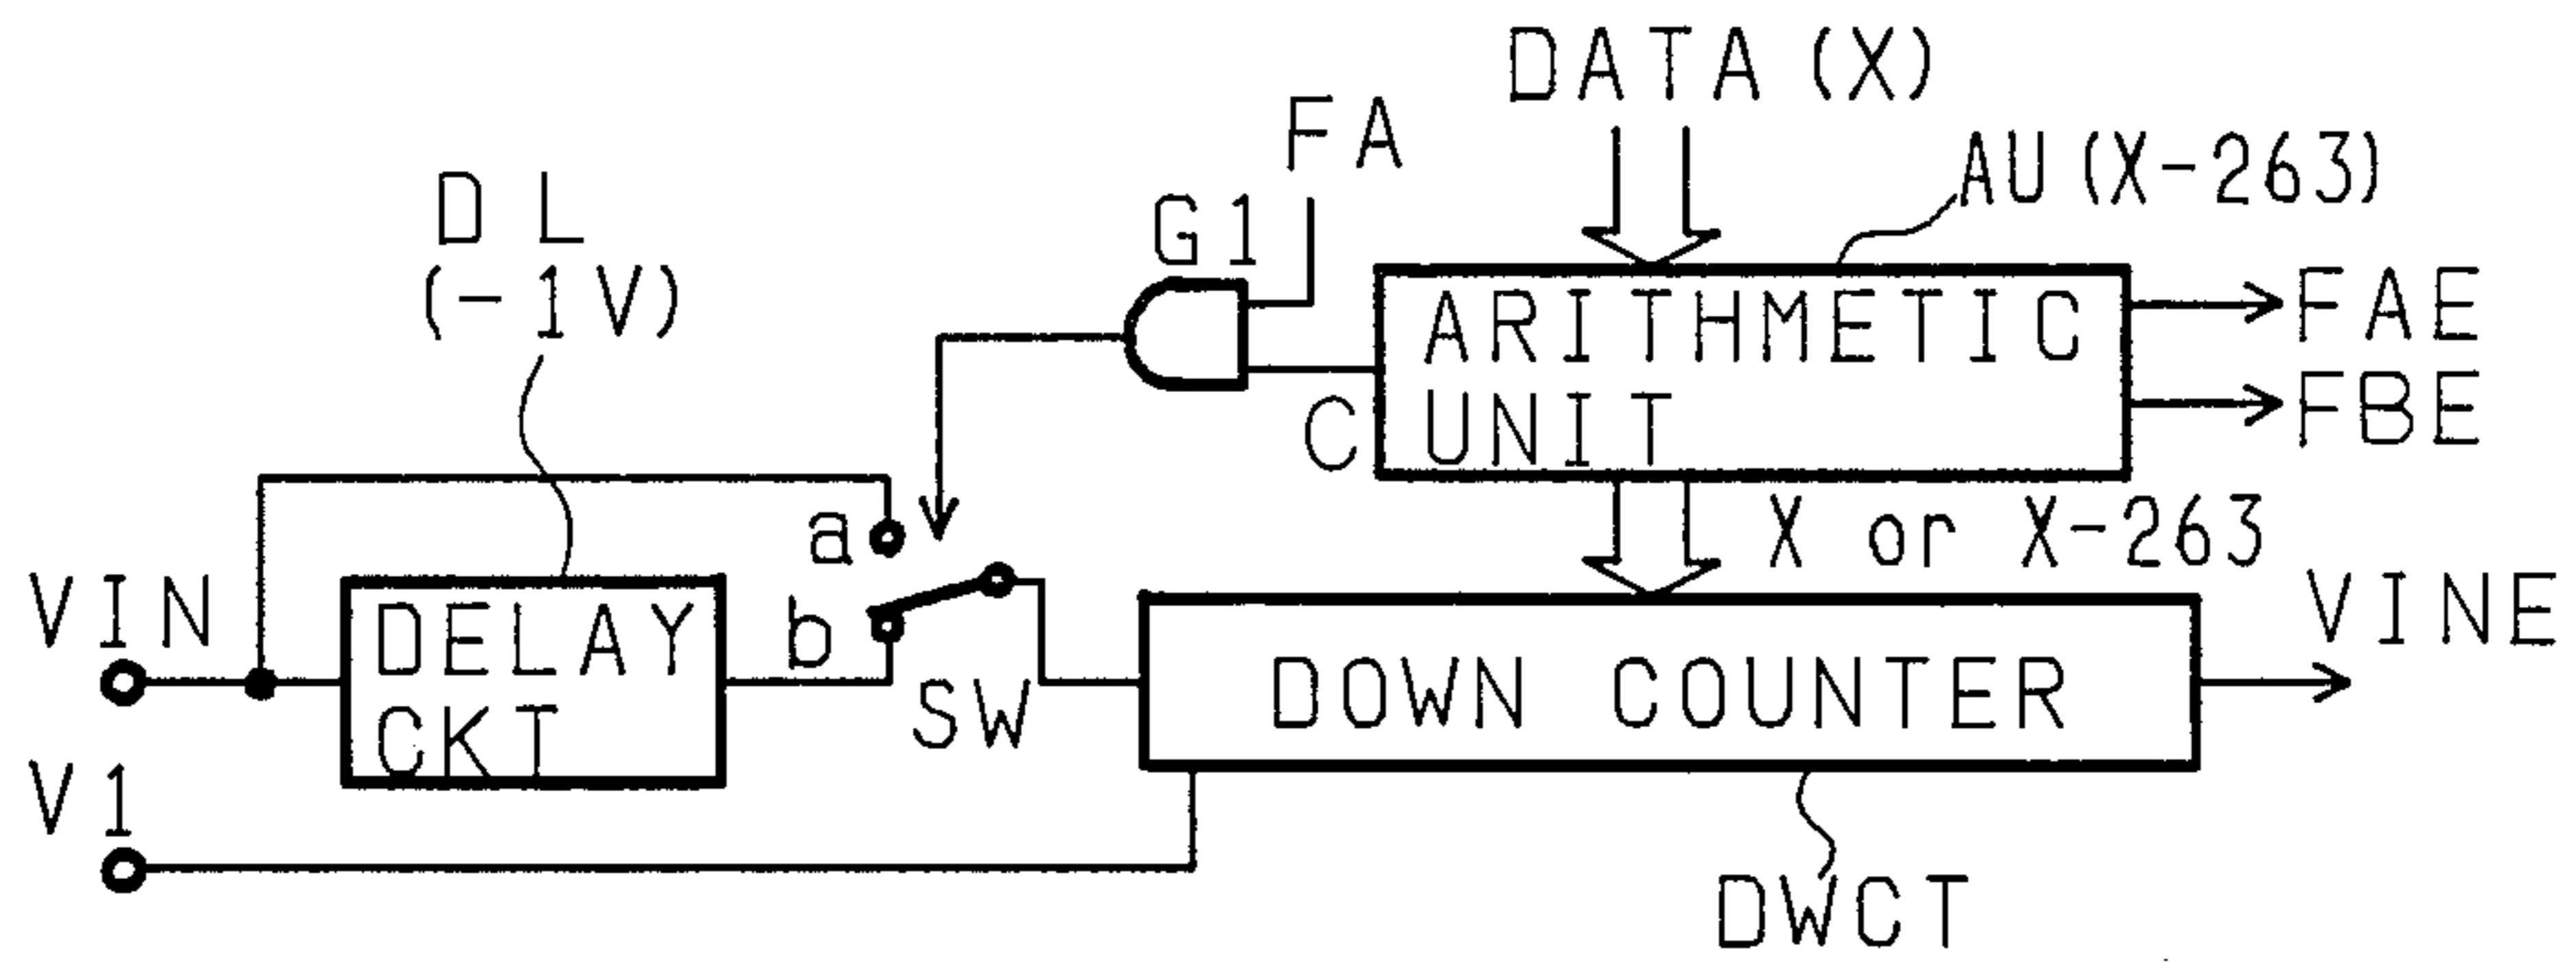 DATA (X)
FA
AU (X-263)
DL
(-1V)
G1
ARITHMETIC
UNIT
FAE
FBE
C
X or X-263
a
b
SW
VIN
DELAY
CKT
DOWN COUNTER
VINE
V1
DWCT